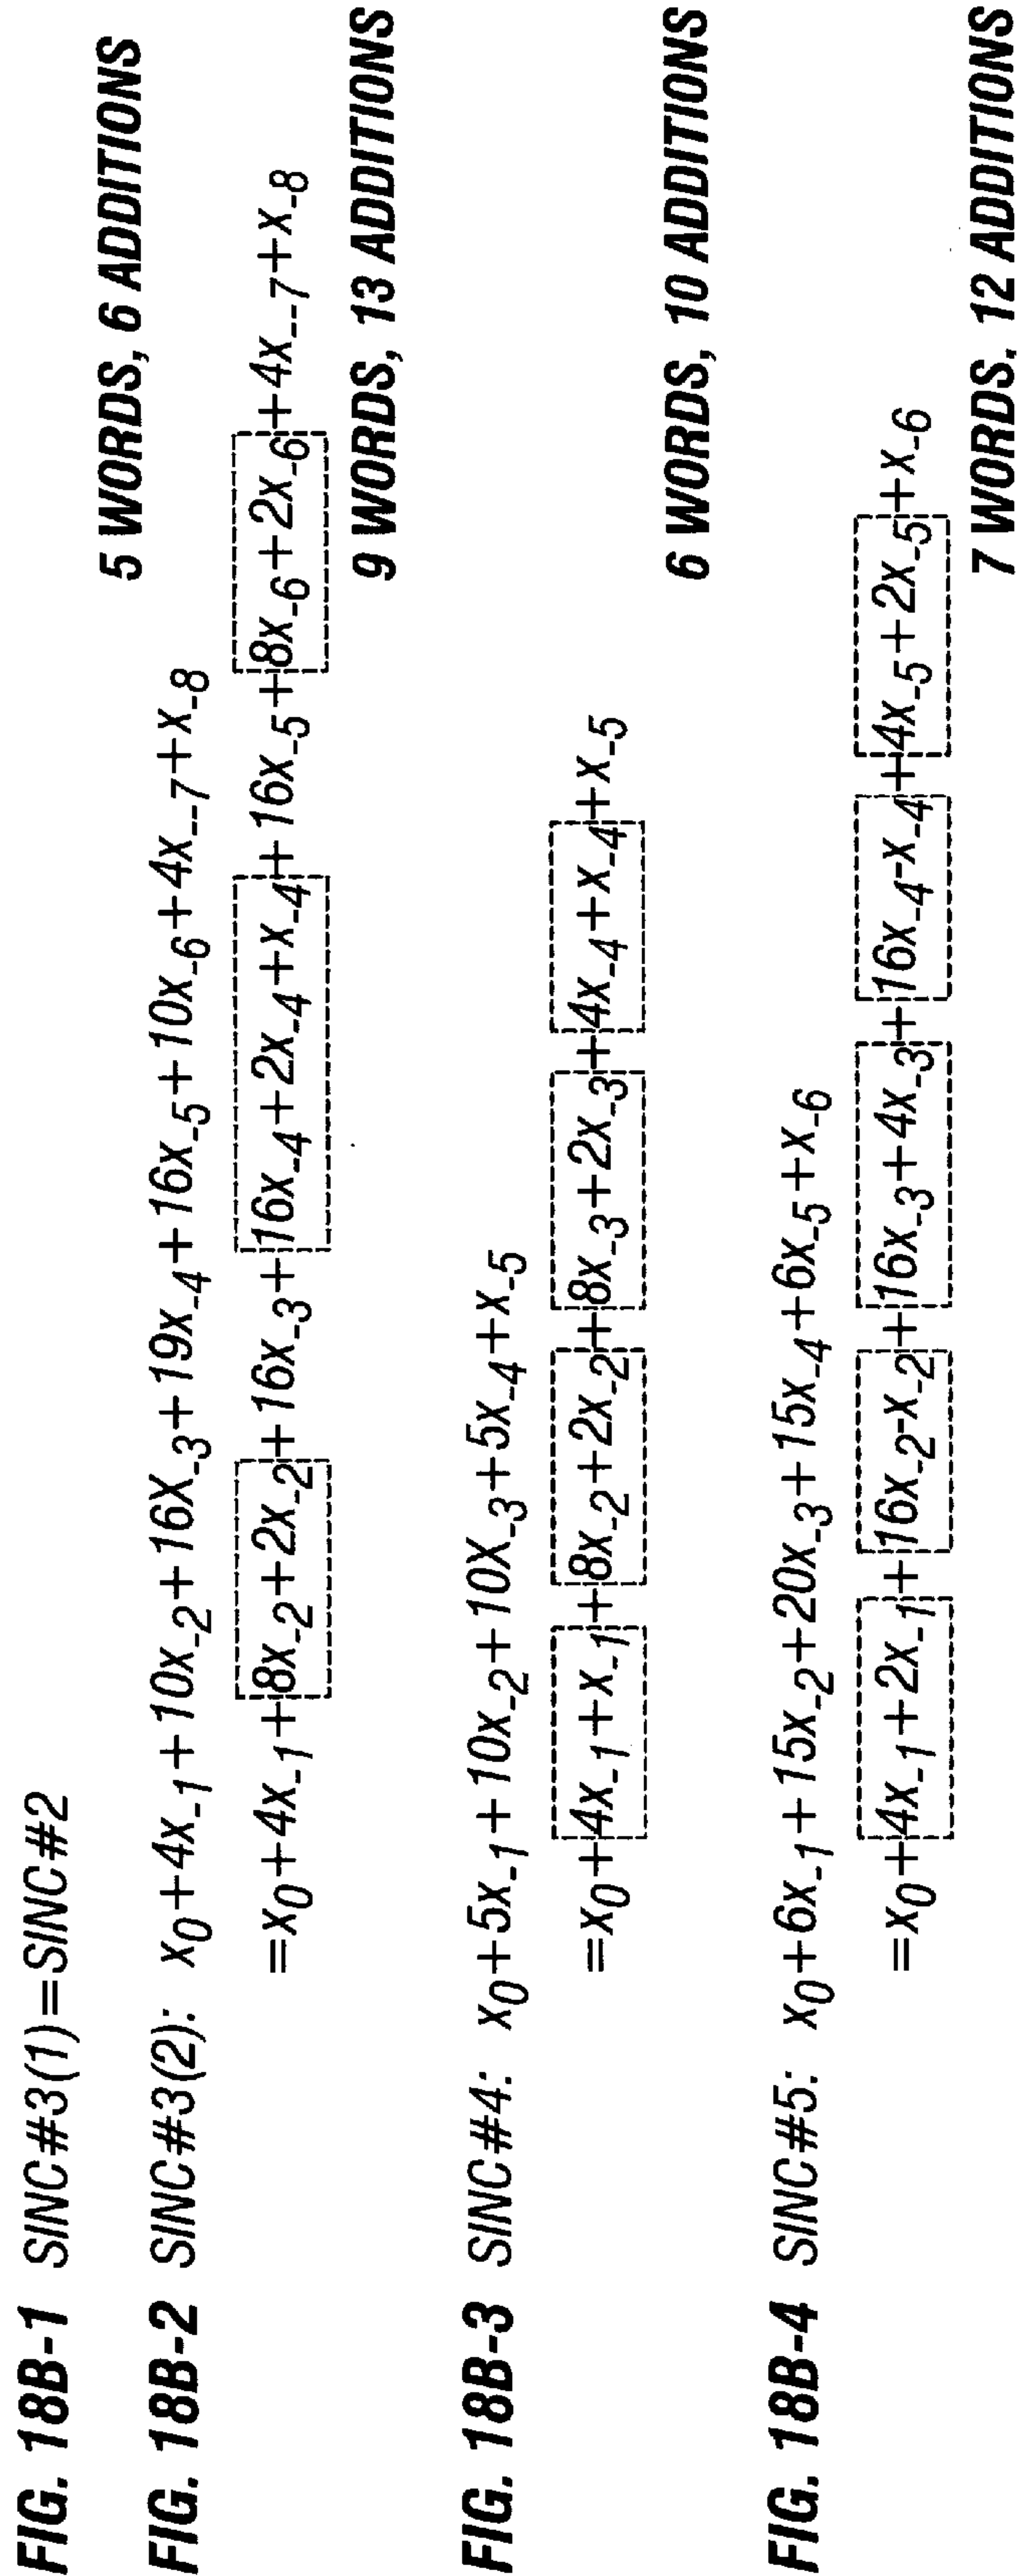 FIG. 18B-1 SINC#3(1)=SINC#2
5 WORDS, 6 ADDITIONS
FIG. 18B-2 SINC#3(2): x₀+4x₋₁+10x₋₂+16X₋₃+19x₋₄+16x₋₅+10x₋₆+4x₋₋₇+x₋₈
=x₀+4x₋₁+8x₋₂+2x₋₂+16x₋₃+16x₋₄+2x₋₄+x₋₄+16x₋₅+8x₋₆+2x₋₆+4x₋₋₇+x₋₈
9 WORDS, 13 ADDITIONS
FIG. 18B-3 SINC#4: x₀+5x₋₁+10x₋₂+10X₋₃+5x₋₄+x₋₅
=x₀+4x₋₁+x₋₁+8x₋₂+2x₋₂+8x₋₃+2x₋₃+4x₋₄+x₋₄+x₋₅
6 WORDS, 10 ADDITIONS
FIG. 18B-4 SINC#5: x₀+6x₋₁+15x₋₂+20x₋₃+15x₋₄+6x₋₅+x₋₆
=x₀+4x₋₁+2x₋₁+16x₋₂-x₋₂+16x₋₃+4x₋₃+16x₋₄-x₋₄+4x₋₅+2x₋₅+x₋₆
7 WORDS. 12 ADDITIONS